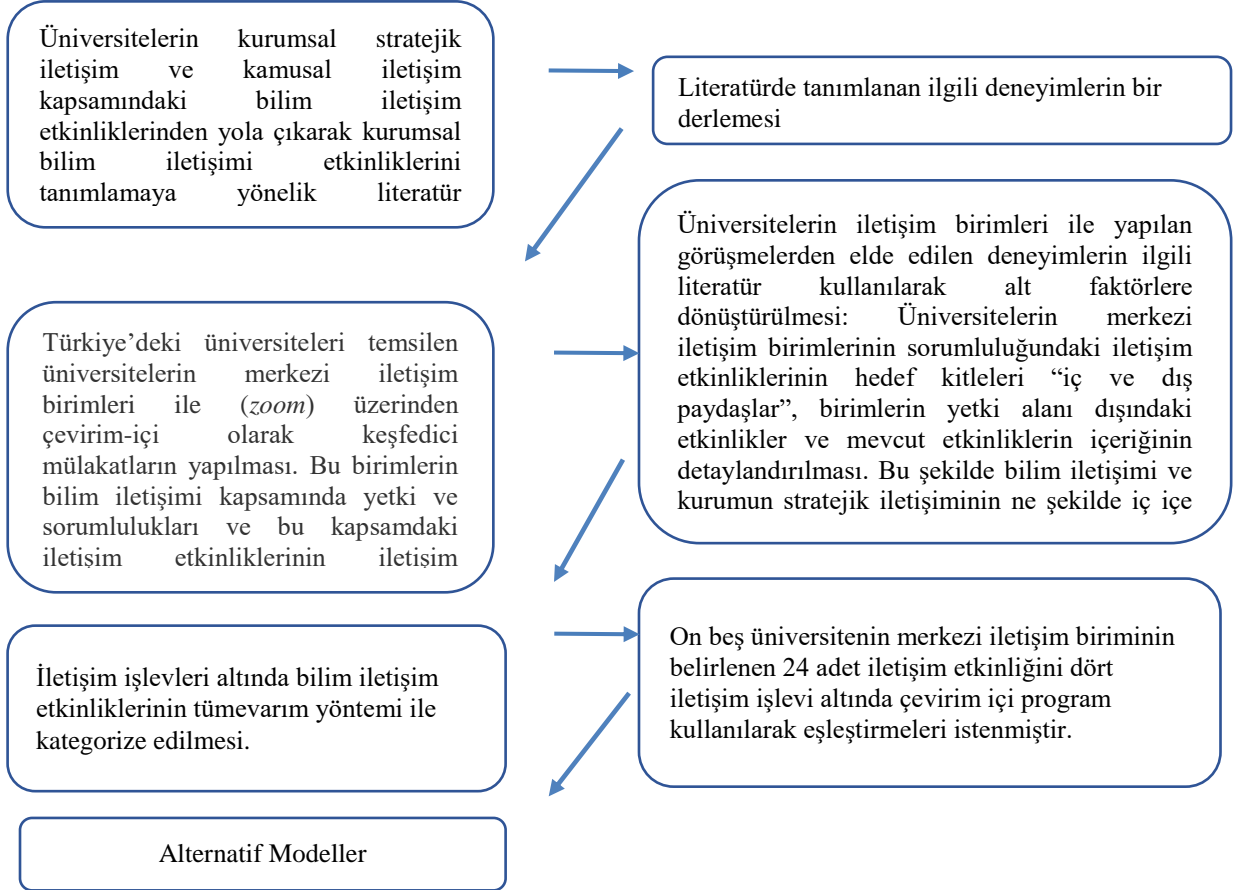 Üniversitelerin kurumsal stratejik
iletişim ve kamusal iletişim
kapsamındaki bilim iletişim
etkinliklerinden yola çıkarak kurumsal
bilim iletişimi etkinliklerini
tanımlamaya yönelik literatür
Literatürde tanımlanan ilgili deneyimlerin bir
derlemesi
Türkiye’deki üniversiteleri temsilen
üniversitelerin merkezi iletişim
birimleri ile (zoom) üzerinden
çevirim-içi olarak keşfedici
mülakatların yapılması. Bu birimlerin
bilim iletişimi kapsamında yetki ve
sorumlulukları ve bu kapsamdaki
iletişim etkinliklerinin iletişim
Üniversitelerin iletişim birimleri ile yapılan
görüşmelerden elde edilen deneyimlerin ilgili
literatür kullanılarak alt faktörlere
dönüştürülmesi: Üniversitelerin merkezi
iletişim birimlerinin sorumluluğundaki iletişim
etkinliklerinin hedef kitleleri “iç ve dış
paydaşlar”, birimlerin yetki alanı dışındaki
etkinlikler ve mevcut etkinliklerin içeriğinin
detaylandırılması. Bu şekilde bilim iletişimi ve
kurumun stratejik iletişiminin ne şekilde iç içe
İletişim işlevleri altında bilim iletişim
etkinliklerinin tümevarım yöntemi ile
kategorize edilmesi.
On beş üniversitenin merkezi iletişim biriminin
belirlenen 24 adet iletişim etkinliğini dört
iletişim işlevi altında çevirim içi program
kullanılarak eşleştirmeleri istenmiştir.
Alternatif Modeller